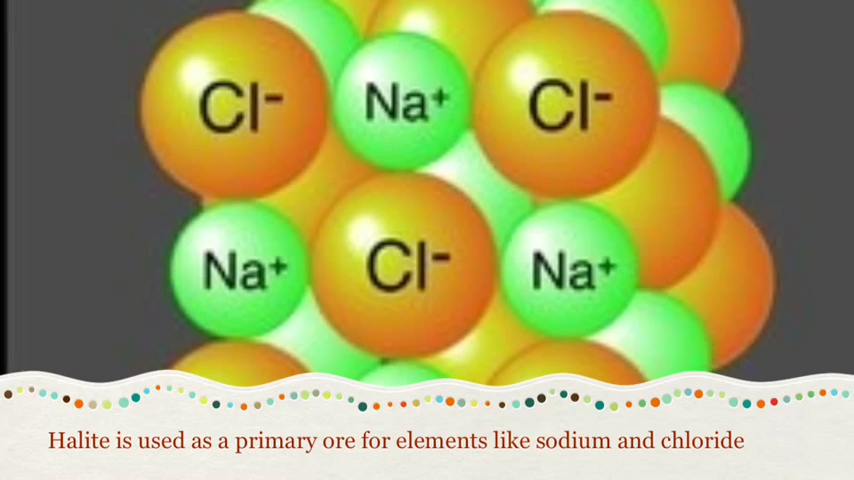 Cl⁻ Na⁺ Cl⁻
Na⁺ Cl⁻ Na⁺
Halite is used as a primary ore for elements like sodium and chloride